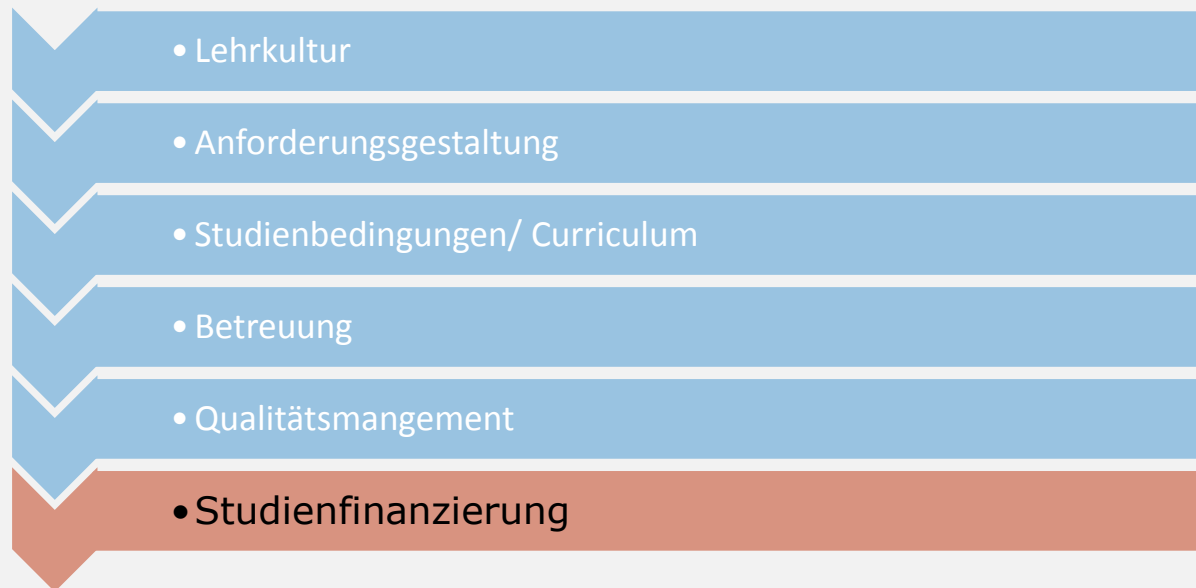 • Lehrkultur
• Anforderungsgestaltung
• Studienbedingungen/ Curriculum
• Betreuung
• Qualitätsmangement
• Studienfinanzierung